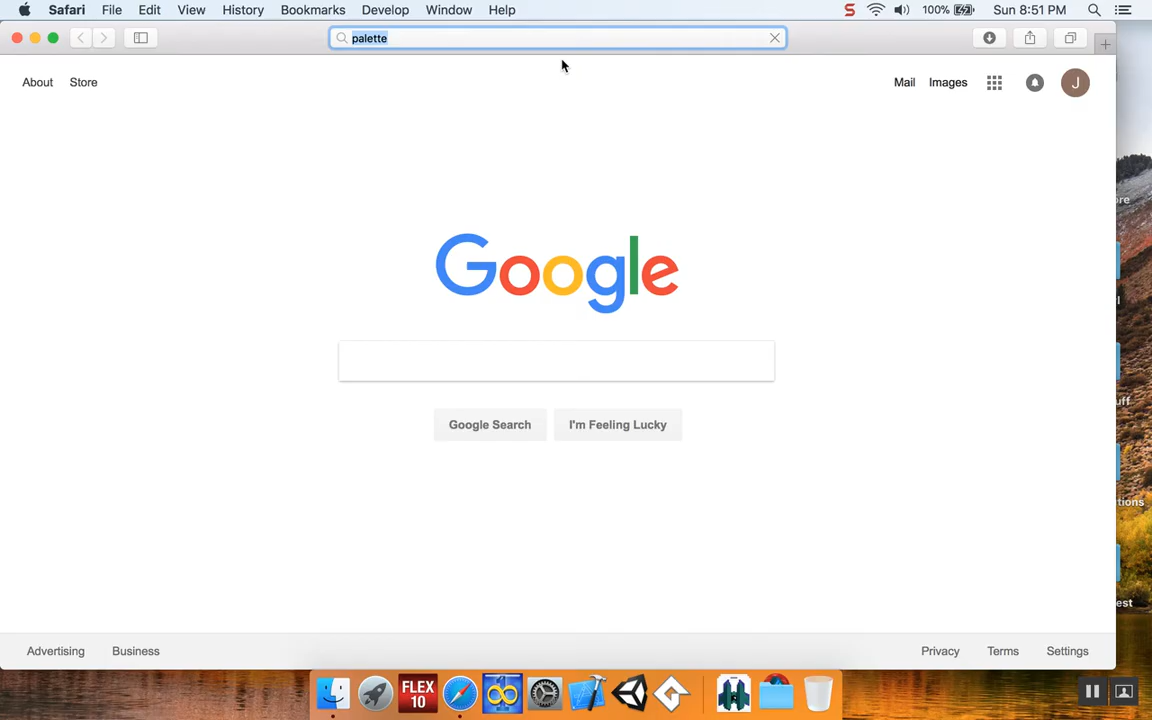 Safari File Edit View History Bookmarks Develop Window Help S 100% Sun 8:51 PM
palette
About Store Mail Images J
Google
Google Search I'm Feeling Lucky
Advertising Business Privacy Terms Settings
FLEX
10